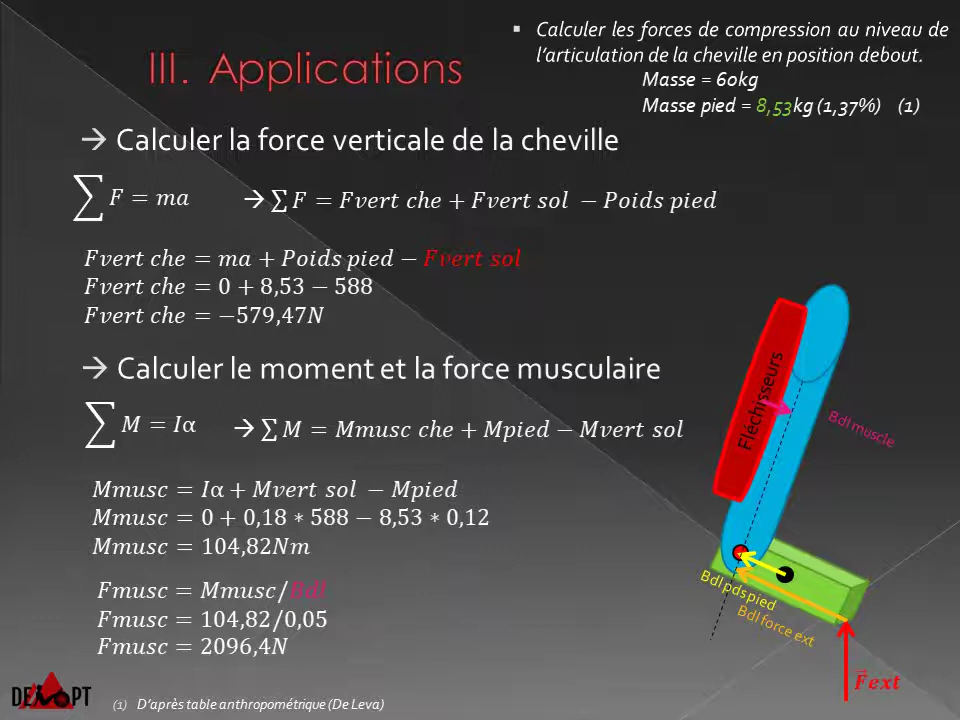 III. Applications
▪ Calculer les forces de compression au niveau de
l’articulation de la cheville en position debout.
Masse = 60kg
Masse pied = 8,53kg (1,37%) (1)
→ Calculer la force verticale de la cheville
∑ F = ma → ∑ F = Fvert che + Fvert sol − Poids pied
Fvert che = ma + Poids pied − Fvert sol
Fvert che = 0 + 8,53 − 588
Fvert che = −579,47N
→ Calculer le moment et la force musculaire
∑ M = Iα → ∑ M = Mmusc che + Mpied − Mvert sol
Mmusc = Iα + Mvert sol − Mpied
Mmusc = 0 + 0,18 ∗ 588 − 8,53 ∗ 0,12
Mmusc = 104,82Nm
Fmusc = Mmusc/Bdl
Fmusc = 104,82/0,05
Fmusc = 2096,4N
Fléchisseurs
Bdl muscle
Bdl pds pied
Bdl force ext
F⃗ext
(1) D’après table anthropométrique (De Leva)